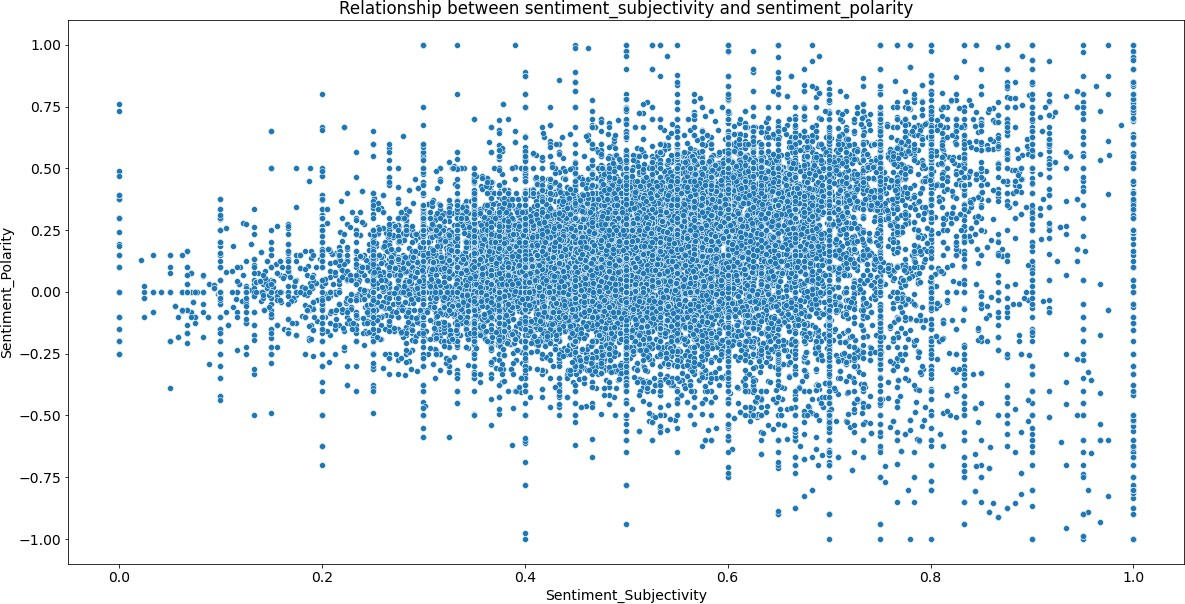 Relationship between sentiment_subjectivity and sentiment_polarity
Sentiment_Polarity
1.00
0.75
0.50
0.25
0.00
−0.25
−0.50
−0.75
−1.00
0.0 0.2 0.4 0.6 0.8 1.0
Sentiment_Subjectivity